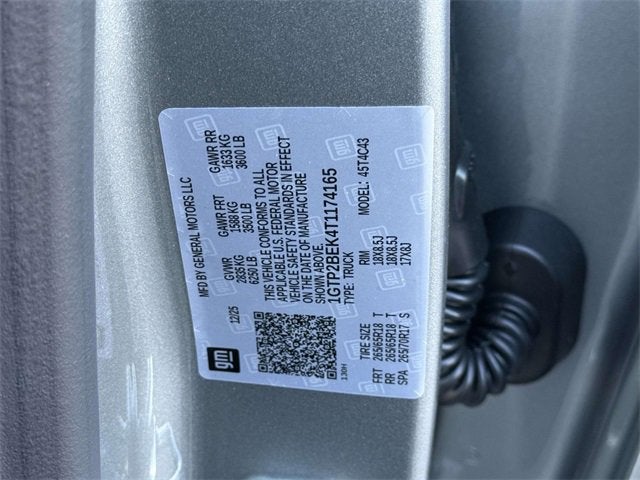 MFD BY GENERAL MOTORS LLC
12/25 GVWR GAWR FRT GAWR RR
2835 KG 1588 KG 1633 KG
6250 LB 3500 LB 3600 LB
THIS VEHICLE CONFORMS TO ALL
APPLICABLE U.S. FEDERAL MOTOR
VEHICLE SAFETY STANDARDS IN EFFECT
ON THE DATE OF MANUFACTURE
SHOWN ABOVE.
1GTP2BEK4T1174165
TYPE: TRUCK MODEL: 45T4C43
gm
130H
TIRE SIZE RIM
FRT 265/65R18 T 18X8.5J
RR 265/65R18 T 18X8.5J
SPA 265/70R17 S 17X8J